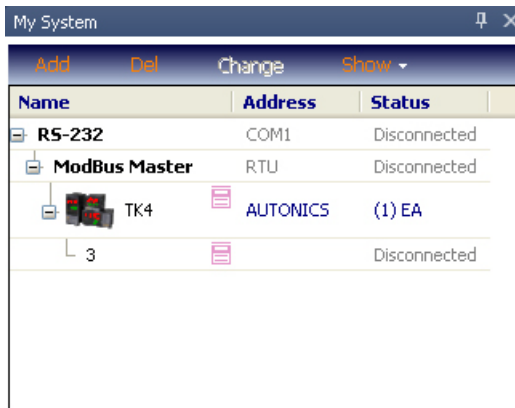 My System
Add Del Change Show
Name Address Status
RS-232 COM1 Disconnected
ModBus Master RTU Disconnected
TK4 AUTONICS (1) EA
3 Disconnected